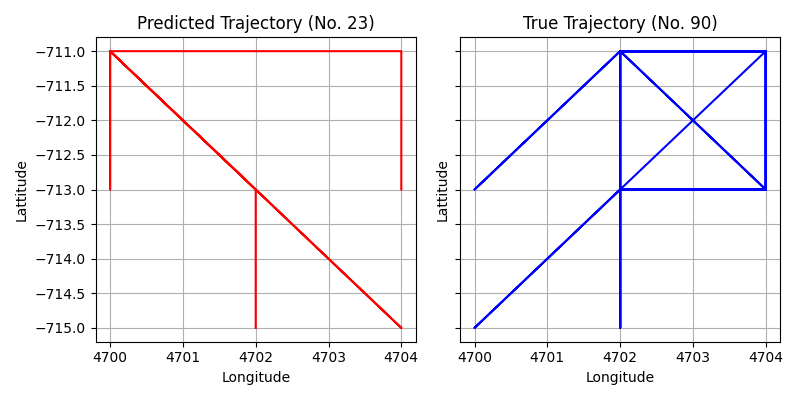 Predicted Trajectory (No. 23)
True Trajectory (No. 90)
−711.0
−711.5
−712.0
−712.5
−713.0
−713.5
−714.0
−714.5
−715.0
Lattitude
Lattitude
4700 4701 4702 4703 4704
4700 4701 4702 4703 4704
Longitude
Longitude